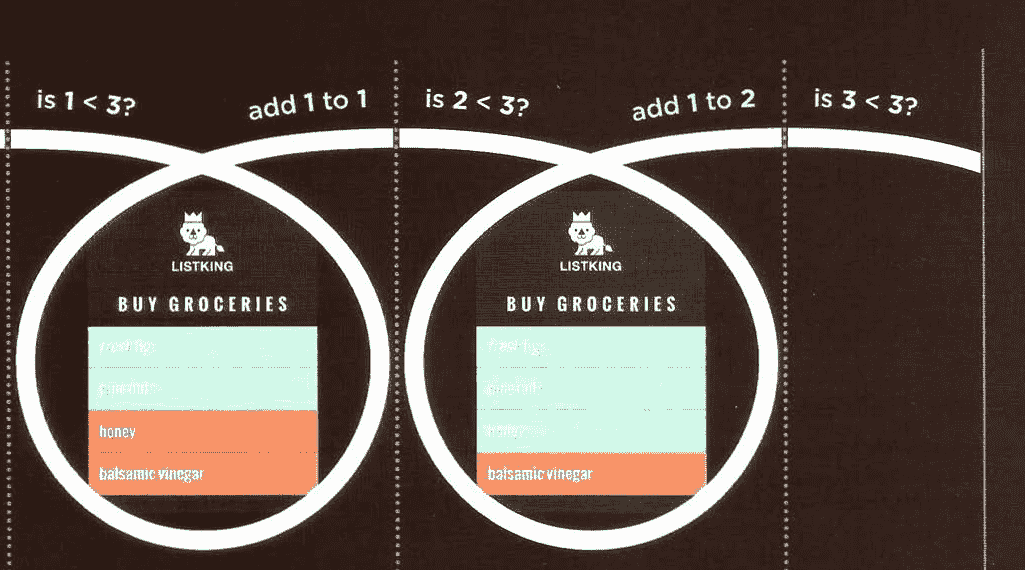 is 1 < 3?
add 1 to 1
is 2 < 3?
add 1 to 2
is 3 < 3?
LISTKING
BUY GROCERIES
honey
balsamic vinegar
LISTKING
BUY GROCERIES
balsamic vinegar